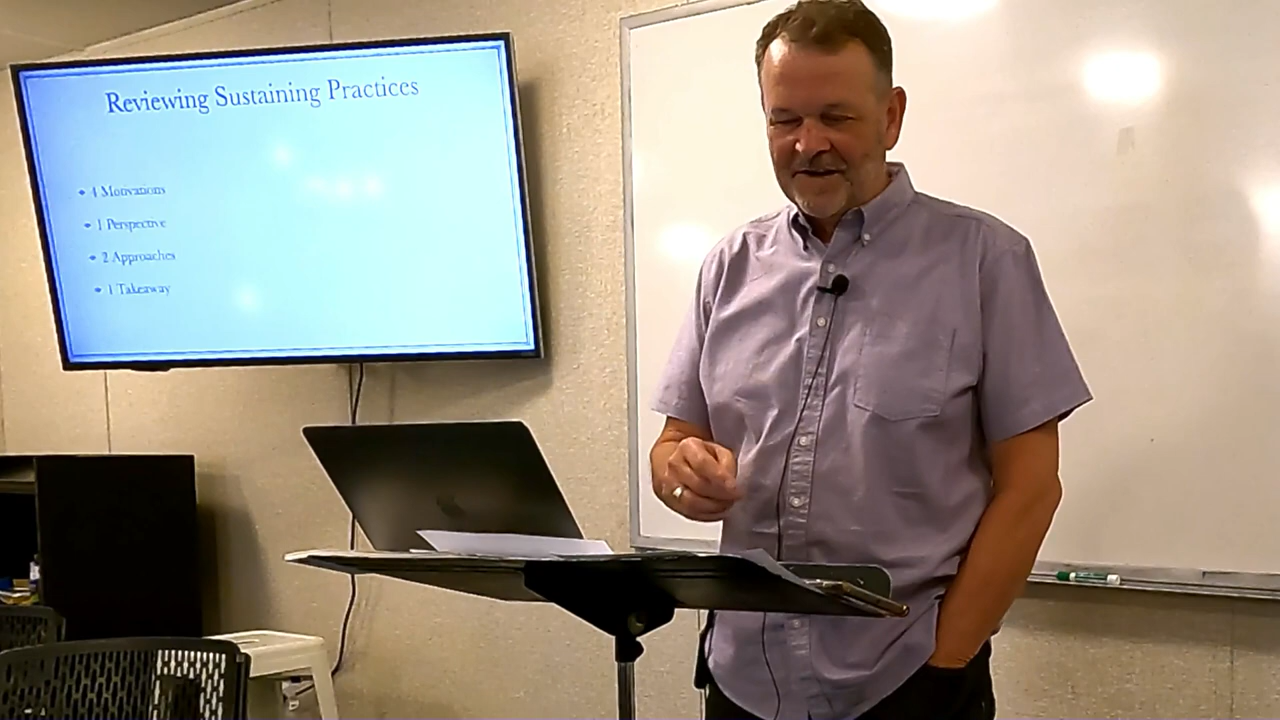 Reviewing Sustaining Practices
4 Motivations
1 Perspective
2 Approaches
1 Takeaway